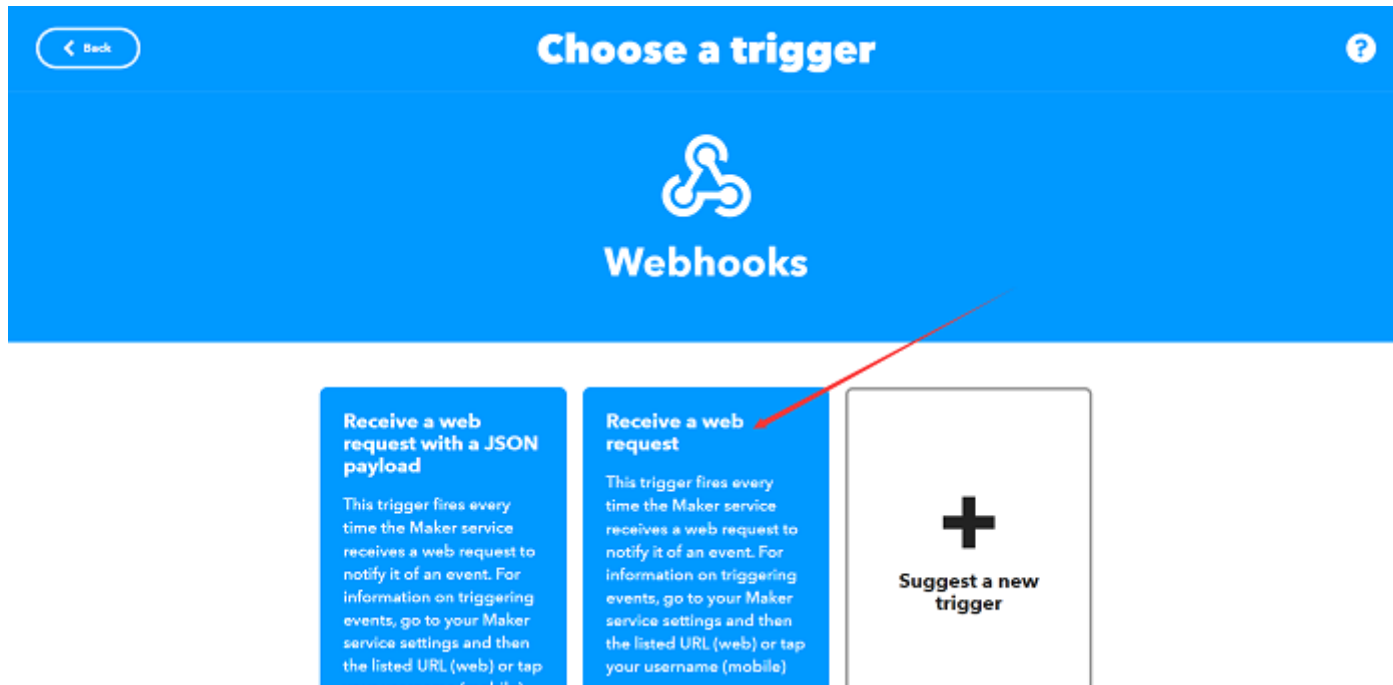 Back
Choose a trigger
?
Webhooks
Receive a web
request with a JSON
payload
This trigger fires every
time the Maker service
receives a web request to
notify it of an event. For
information on triggering
events, go to your Maker
service settings and then
the listed URL (web) or tap
Receive a web
request
This trigger fires every
time the Maker service
receives a web request to
notify it of an event. For
information on triggering
events, go to your Maker
service settings and then
the listed URL (web) or tap
your username (mobile)
Suggest a new
trigger